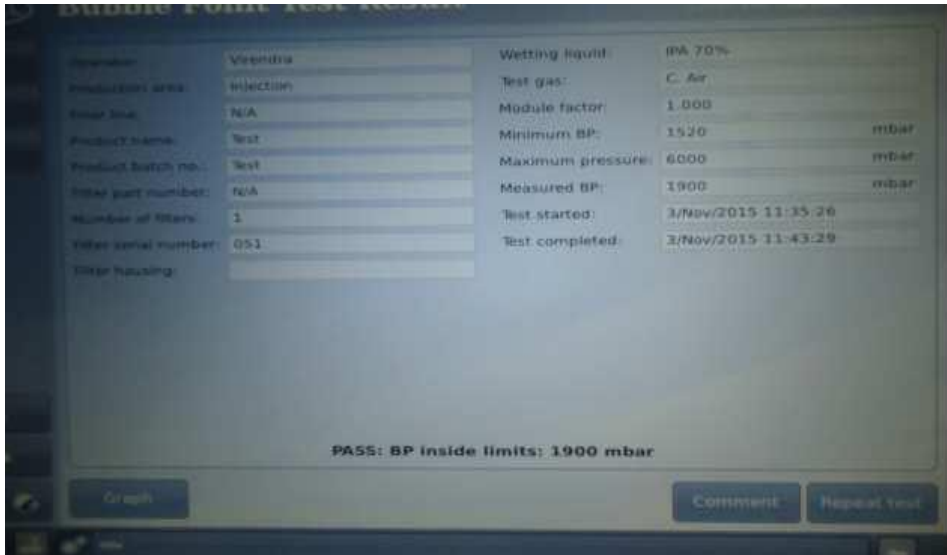 Bubble Point Test Result
Operator: Virendra
Production area: Injection
Filter line: N/A
Product name: Test
Product batch no... Test
Filter part number: N/A
Number of filters: 1
Filter serial number: 051
Filter housing:
Wetting liquid: IPA 70%
Test gas: C. Air
Module factor: 1.000
Minimum BP: 1520 mbar
Maximum pressure: 6000 mbar
Measured BP: 1900 mbar
Test started: 3/Nov/2015 11:35:26
Test completed: 3/Nov/2015 11:43:29
PASS: BP inside limits: 1900 mbar
Graph
Comment
Repeat test